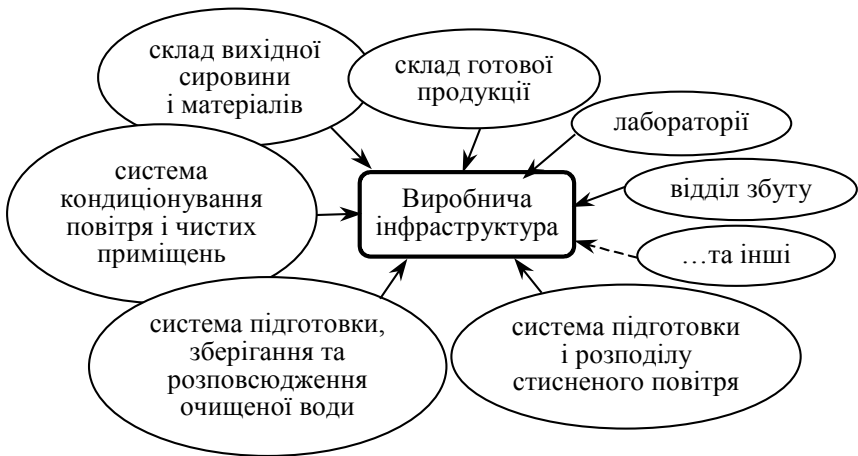 склад вихідної
сировини
і матеріалів
склад готової
продукції
лабораторії
відділ збуту
…та інші
система
кондиціонування
повітря і чистих
приміщень
Виробнича
інфраструктура
система підготовки,
зберігання та
розповсюдження
очищеної води
система підготовки
і розподілу
стисненого повітря